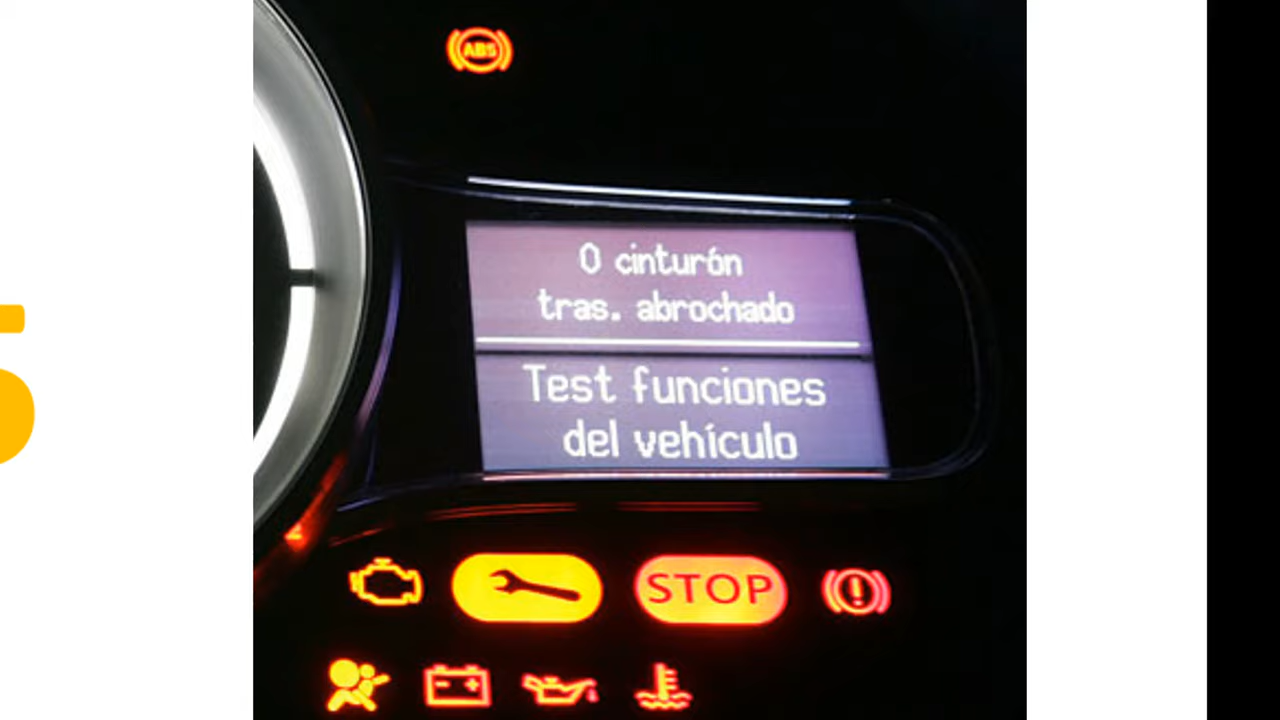 ABS
0 cinturón
tras. abrochado
Test funciones
del vehículo
STOP